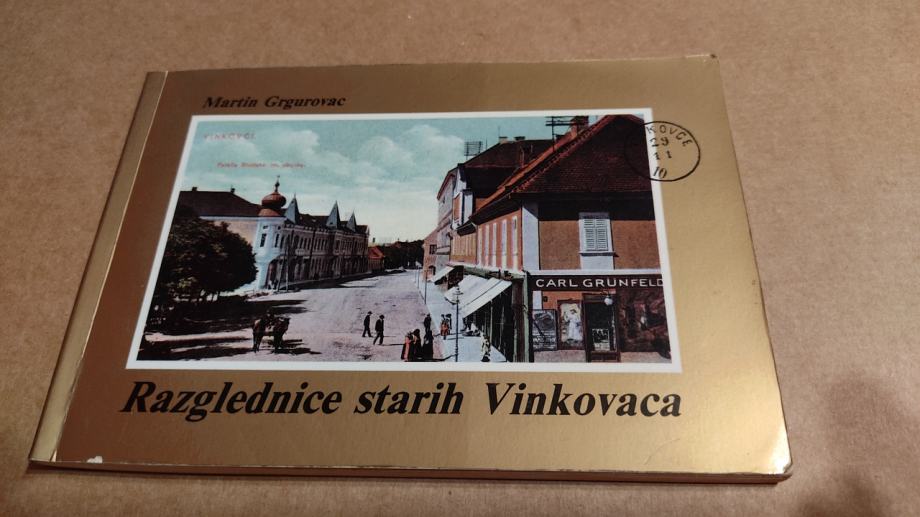 Martin Grgurovac
VINKOVCI.
KOVCE
29
11
10
CARL GRÜNFELD
Razglednice starih Vinkovaca